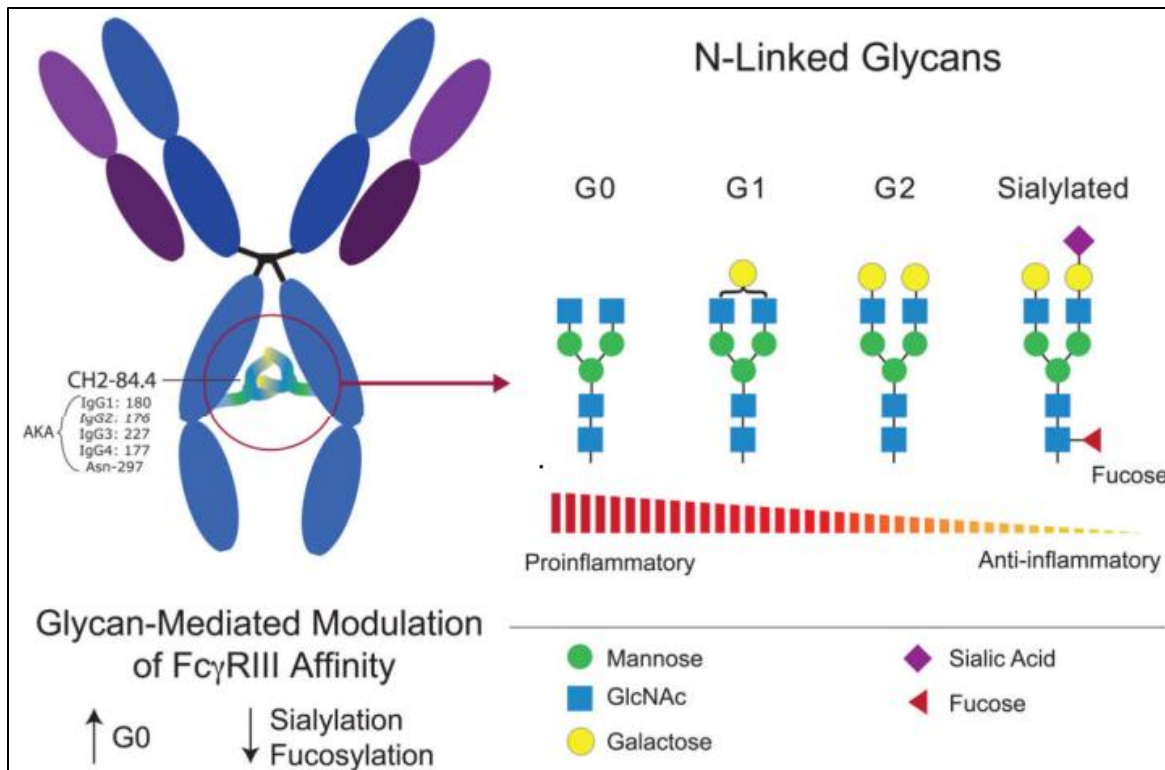 N-Linked Glycans
G0
G1
G2
Sialylated
CH2-84.4
AKA
IgG1: 180
IgG2: 176
IgG3: 227
IgG4: 177
Asn-297
Fucose
Proinflammatory
Anti-inflammatory
Glycan-Mediated Modulation
of FcγRIII Affinity
↑ G0
↓ Sialylation
Fucosylation
Mannose
GlcNAc
Galactose
Sialic Acid
Fucose